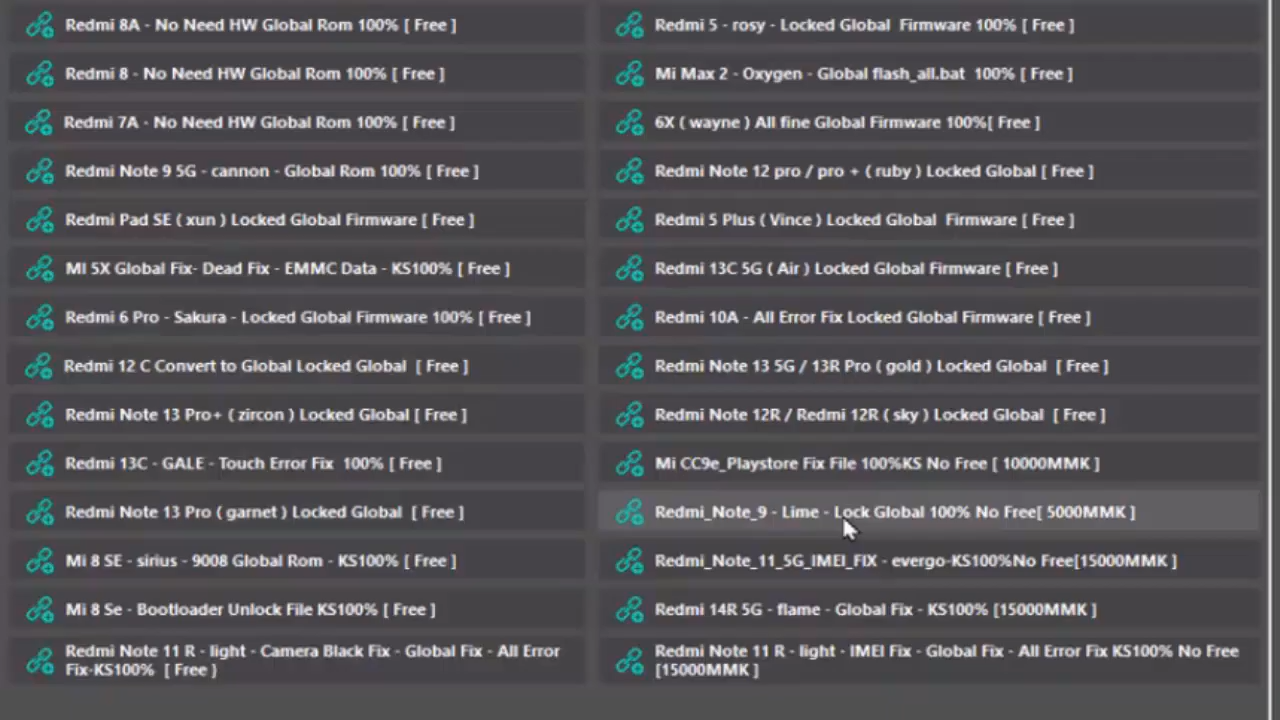 Redmi 8A - No Need HW Global Rom 100% [ Free ]
Redmi 8 - No Need HW Global Rom 100% [ Free ]
Redmi 7A - No Need HW Global Rom 100% [ Free ]
Redmi Note 9 5G - cannon - Global Rom 100% [ Free ]
Redmi Pad SE ( xun ) Locked Global Firmware [ Free ]
MI 5X Global Fix- Dead Fix - EMMC Data - KS100% [ Free ]
Redmi 6 Pro - Sakura - Locked Global Firmware 100% [ Free ]
Redmi 12 C Convert to Global Locked Global  [ Free ]
Redmi Note 13 Pro+ ( zircon ) Locked Global [ Free ]
Redmi 13C - GALE - Touch Error Fix  100% [ Free ]
Redmi Note 13 Pro ( garnet ) Locked Global  [ Free ]
Mi 8 SE - sirius - 9008 Global Rom - KS100% [ Free ]
Mi 8 Se - Bootloader Unlock File KS100% [ Free ]
Redmi Note 11 R - light - Camera Black Fix - Global Fix - All Error
Fix-KS100%  [ Free ]
Redmi 5 - rosy - Locked Global  Firmware 100% [ Free ]
Mi Max 2 - Oxygen - Global flash_all.bat  100% [ Free ]
6X ( wayne ) All fine Global Firmware 100%[ Free ]
Redmi Note 12 pro / pro + ( ruby ) Locked Global [ Free ]
Redmi 5 Plus ( Vince ) Locked Global  Firmware [ Free ]
Redmi 13C 5G ( Air ) Locked Global Firmware [ Free ]
Redmi 10A - All Error Fix Locked Global Firmware [ Free ]
Redmi Note 13 5G / 13R Pro ( gold ) Locked Global  [ Free ]
Redmi Note 12R / Redmi 12R ( sky ) Locked Global  [ Free ]
Mi CC9e_Playstore Fix File 100%KS No Free [ 10000MMK ]
Redmi_Note_9 - Lime - Lock Global 100% No Free[ 5000MMK ]
Redmi_Note_11_5G_IMEI_FIX - evergo-KS100%No Free[15000MMK ]
Redmi 14R 5G - flame - Global Fix - KS100% [15000MMK ]
Redmi Note 11 R - light - IMEI Fix - Global Fix - All Error Fix KS100% No Free
[15000MMK ]